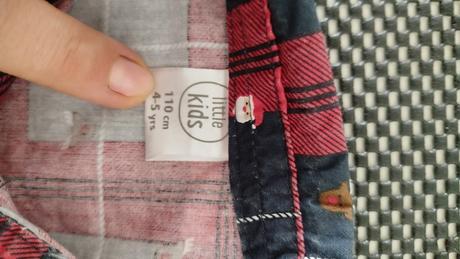 little
kids
110 cm
4-5 yrs